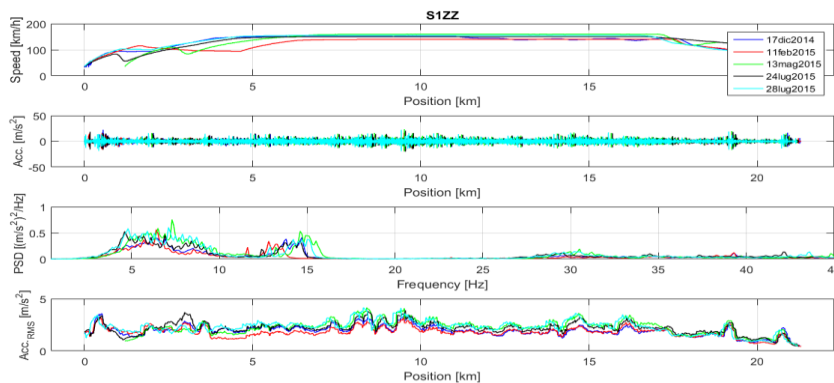 S1ZZ
Speed [km/h]
200
100
0
0
5
10
15
20
Position [km]
17dic2014
11feb2015
13mag2015
24lug2015
28lug2015
Acc. [m/s²]
50
0
-50
0
5
10
15
20
Position [km]
PSD [(m/s²)²/Hz]
1
0.5
0
5
10
15
20
25
30
35
40
Frequency [Hz]
Acc.RMS [m/s²]
5
0
0
5
10
15
20
Position [km]